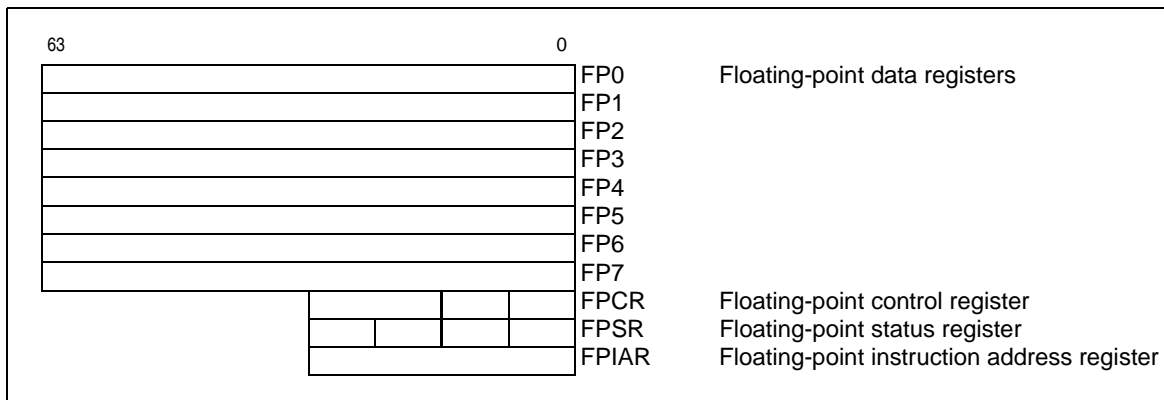 63 0
FP0 Floating-point data registers
FP1
FP2
FP3
FP4
FP5
FP6
FP7
FPCR Floating-point control register
FPSR Floating-point status register
FPIAR Floating-point instruction address register